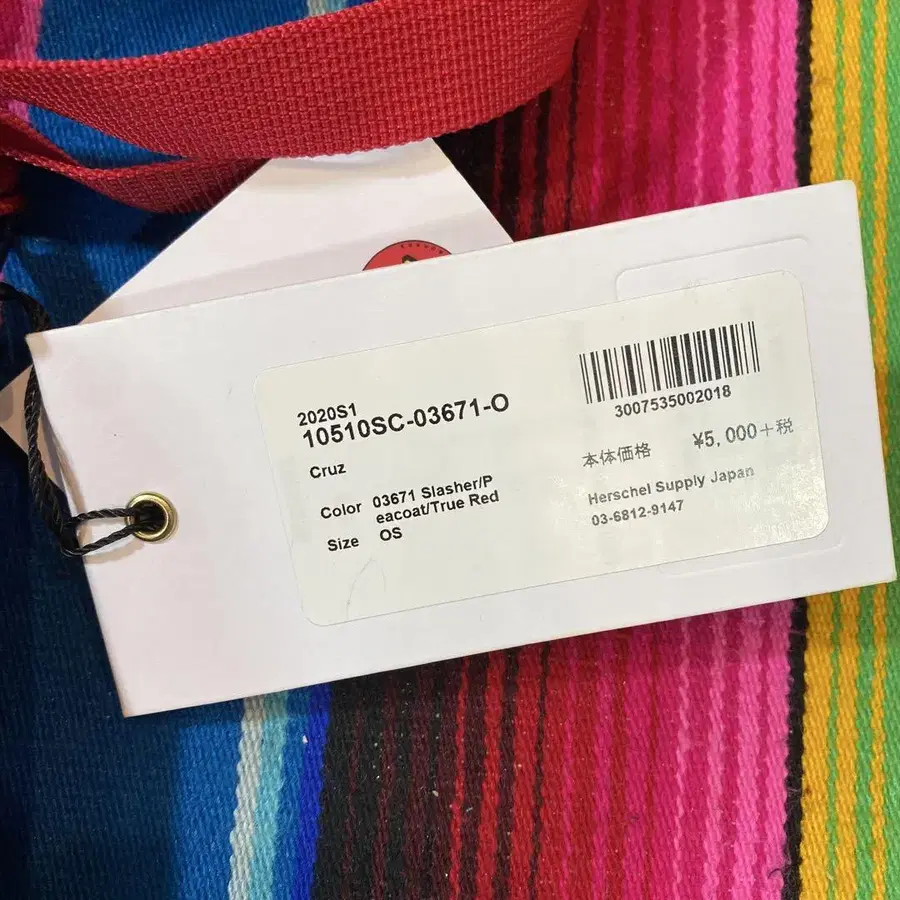 2020S1
10510SC-03671-O
Cruz
Color 03671 Slasher/P
eacoat/True Red
Size OS
3007535002018
本体価格 ¥5,000+税
Herschel Supply Japan
03-6812-9147